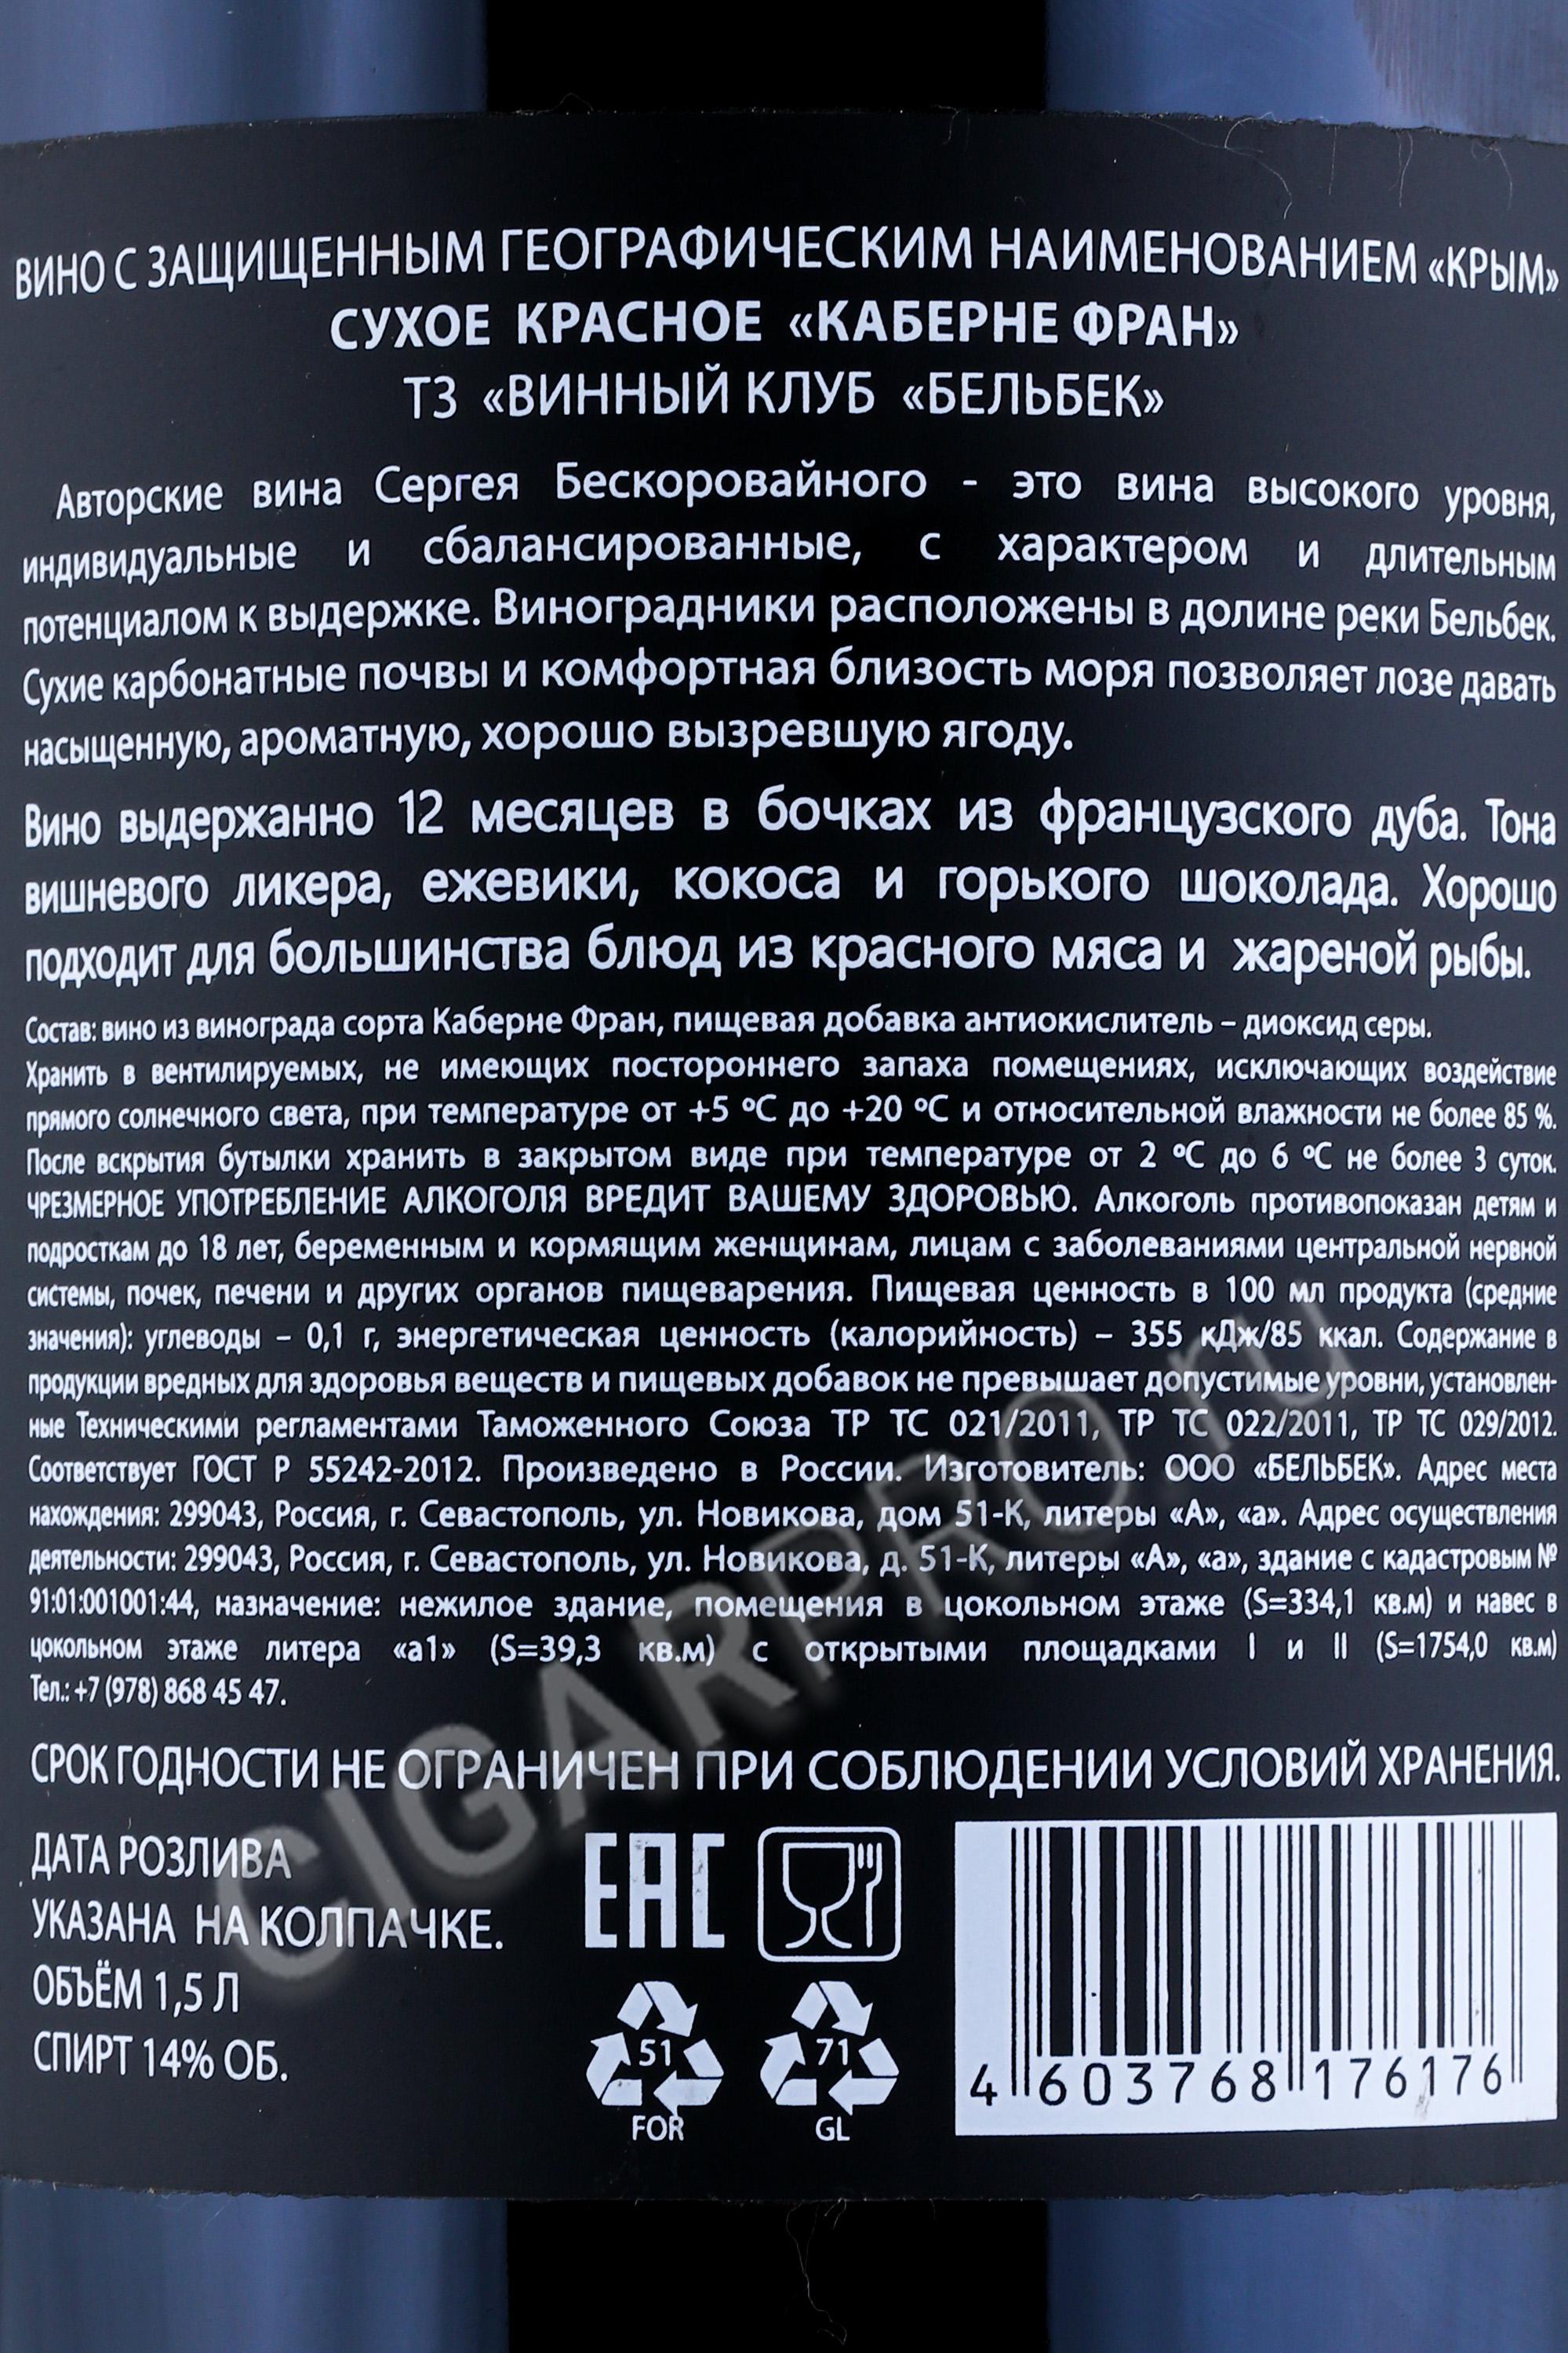 ВИНО С ЗАЩИЩЕННЫМ ГЕОГРАФИЧЕСКИМ НАИМЕНОВАНИЕМ «КРЫМ»
СУХОЕ КРАСНОЕ «КАБЕРНЕ ФРАН»
ТЗ «ВИННЫЙ КЛУБ «БЕЛЬБЕК»
Авторские вина Сергея Бескоровайного - это вина высокого уровня,
индивидуальные и сбалансированные, с характером и длительным
потенциалом к выдержке. Виноградники расположены в долине реки Бельбек.
Сухие карбонатные почвы и комфортная близость моря позволяет лозе давать
насыщенную, ароматную, хорошо вызревшую ягоду.
Вино выдержанно 12 месяцев в бочках из французского дуба. Тона
вишневого ликера, ежевики, кокоса и горького шоколада. Хорошо
подходит для большинства блюд из красного мяса и жареной рыбы.
Состав: вино из винограда сорта Каберне Фран, пищевая добавка антиокислитель – диоксид серы.
Хранить в вентилируемых, не имеющих постороннего запаха помещениях, исключающих воздействие
прямого солнечного света, при температуре от +5 ºС до +20 ºС и относительной влажности не более 85 %.
После вскрытия бутылки хранить в закрытом виде при температуре от 2 ºС до 6 ºС не более 3 суток.
ЧРЕЗМЕРНОЕ УПОТРЕБЛЕНИЕ АЛКОГОЛЯ ВРЕДИТ ВАШЕМУ ЗДОРОВЬЮ. Алкоголь противопоказан детям и
подросткам до 18 лет, беременным и кормящим женщинам, лицам с заболеваниями центральной нервной
системы, почек, печени и других органов пищеварения. Пищевая ценность в 100 мл продукта (средние
значения): углеводы – 0,1 г, энергетическая ценность (калорийность) – 355 кДж/85 ккал. Содержание в
продукции вредных для здоровья веществ и пищевых добавок не превышает допустимые уровни, установлен-
ные Техническими регламентами Таможенного Союза ТР ТС 021/2011, ТР ТС 022/2011, ТР ТС 029/2012.
Соответствует ГОСТ Р 55242-2012. Произведено в России. Изготовитель: ООО «БЕЛЬБЕК». Адрес места
нахождения: 299043, Россия, г. Севастополь, ул. Новикова, дом 51-К, литеры «А», «а». Адрес осуществления
деятельности: 299043, Россия, г. Севастополь, ул. Новикова, д. 51-К, литеры «А», «а», здание с кадастровым №
91:01:001001:44, назначение: нежилое здание, помещения в цокольном этаже (S=334,1 кв.м) и навес в
цокольном этаже литера «а1» (S=39,3 кв.м) с открытыми площадками I и II (S=1754,0 кв.м)
Тел.: +7 (978) 868 45 47.
СРОК ГОДНОСТИ НЕ ОГРАНИЧЕН ПРИ СОБЛЮДЕНИИ УСЛОВИЙ ХРАНЕНИЯ.
ДАТА РОЗЛИВА
УКАЗАНА НА КОЛПАЧКЕ.
ОБЪЁМ 1,5 Л
СПИРТ 14% ОБ.
ЕАС
51
FOR
71
GL
4 603768 176176
CIGARPRO.ru